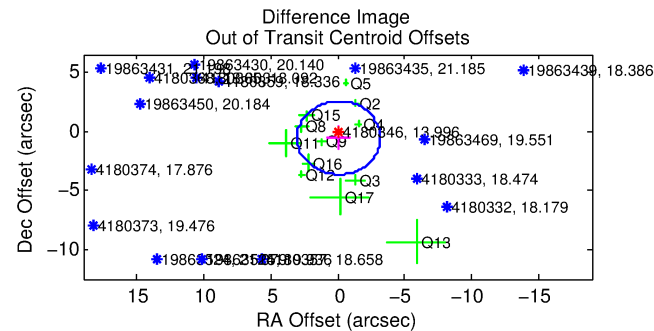 Difference Image
Out of Transit Centroid Offsets
19863430, 20.140
19863431,
19863435, 21.185
19863439, 18.386
18.336
Q5
19863450, 20.184
Q2
Q15
Q8
Q4
4180346, 13.996
Q11
Q9
19863469, 19.551
Q16
4180374, 17.876
Q12
Q3
4180333, 18.474
Q17
4180332, 18.179
4180373, 19.476
Q13
18.658
5
0
−5
−10
15
10
5
0
−5
−10
−15
Dec Offset (arcsec)
RA Offset (arcsec)